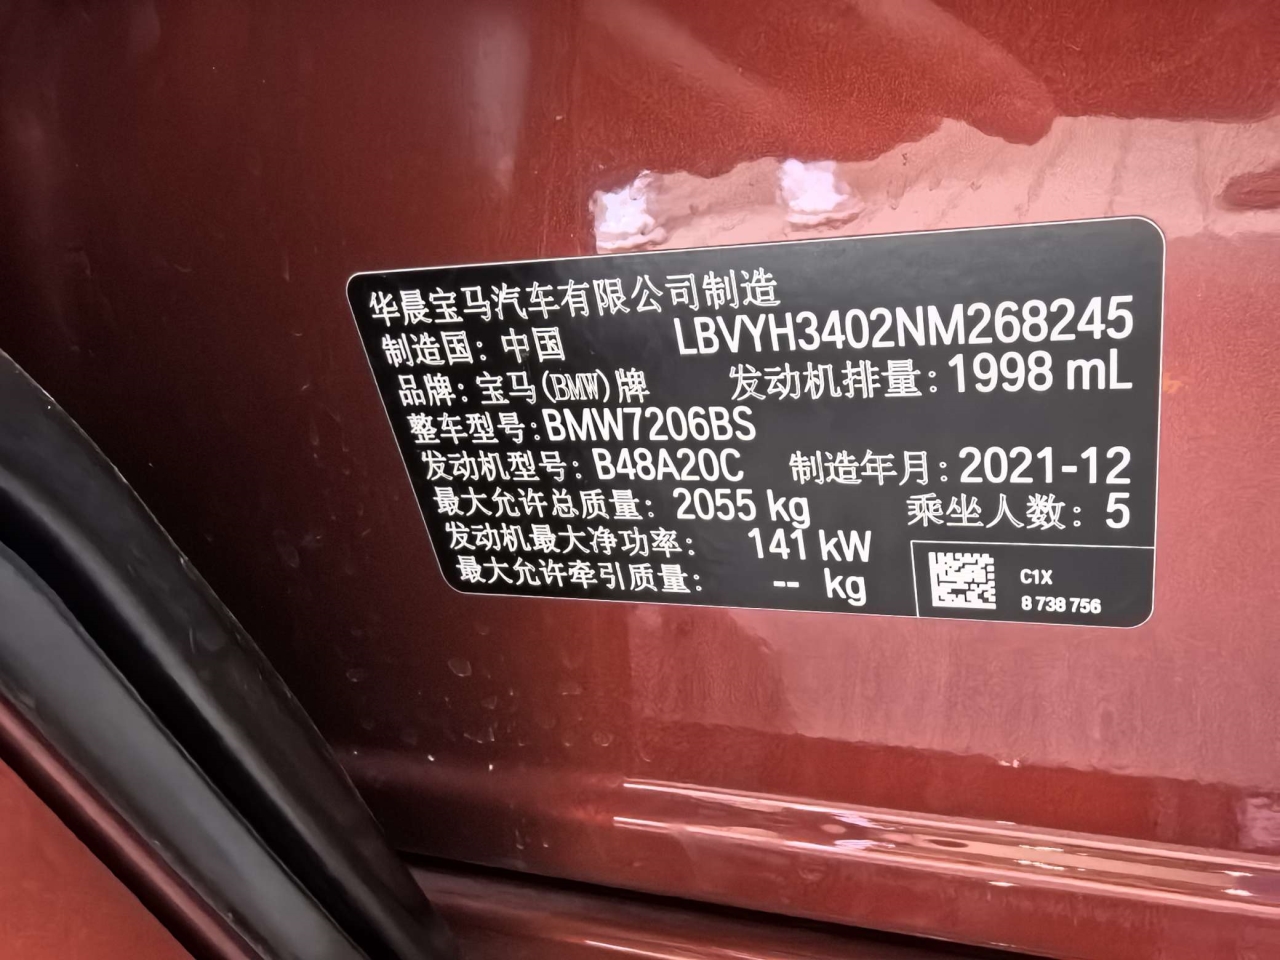 华晨宝马汽车有限公司制造
制造国：中国 LBVYH3402NM268245
品牌：宝马(BMW)牌 发动机排量：1998 mL
整车型号：BMW7206BS
发动机型号：B48A20C 制造年月：2021-12
最大允许总质量：2055 kg 乘坐人数：5
发动机最大净功率：141 kW
最大允许牵引质量：-- kg
C1X
8 738 756